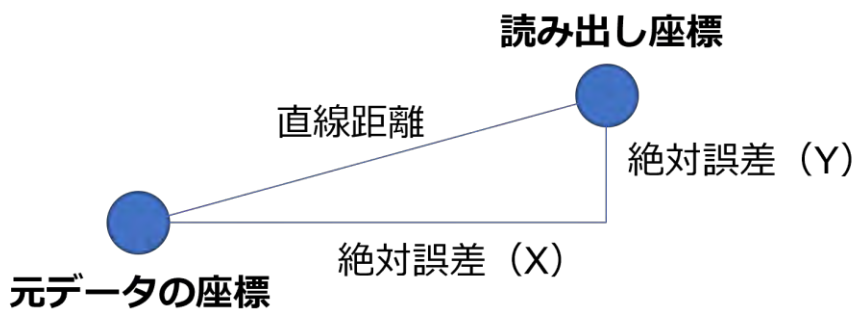 読み出し座標
直線距離
絶対誤差（Y）
絶対誤差（X）
元データの座標